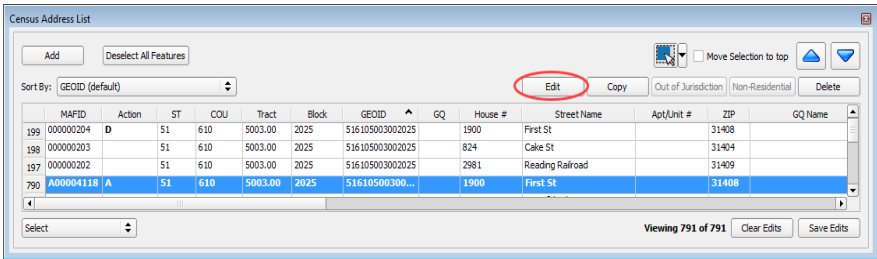 Census Address List
Add Deselect All Features Move Selection to top
Sort By: GEOID (default) Edit Copy Out of Jurisdiction Non-Residential Delete
MAFID Action ST COU Tract Block GEOID GQ House # Street Name Apt/Unit # ZIP GQ Name
199 000000204 D 51 610 5003.00 2025 516105003002025 1900 First St 31408
198 000000203 51 610 5003.00 2025 516105003002025 824 Cake St 31404
197 000000202 51 610 5003.00 2025 516105003002025 2981 Reading Railroad 31409
790 A00004118 A 51 610 5003.00 2025 51610500300... 1900 First St 31408
Select Viewing 791 of 791 Clear Edits Save Edits